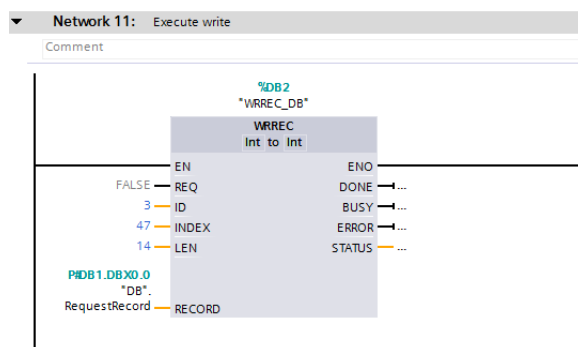 Network 11: Execute write
Comment
%DB2
"WRREC_DB"
WRREC
Int to Int
EN ENO
FALSE REQ DONE ...
3 ID BUSY ...
47 INDEX ERROR ...
14 LEN STATUS ...
P#DB1.DBX0.0
"DB".
RequestRecord RECORD